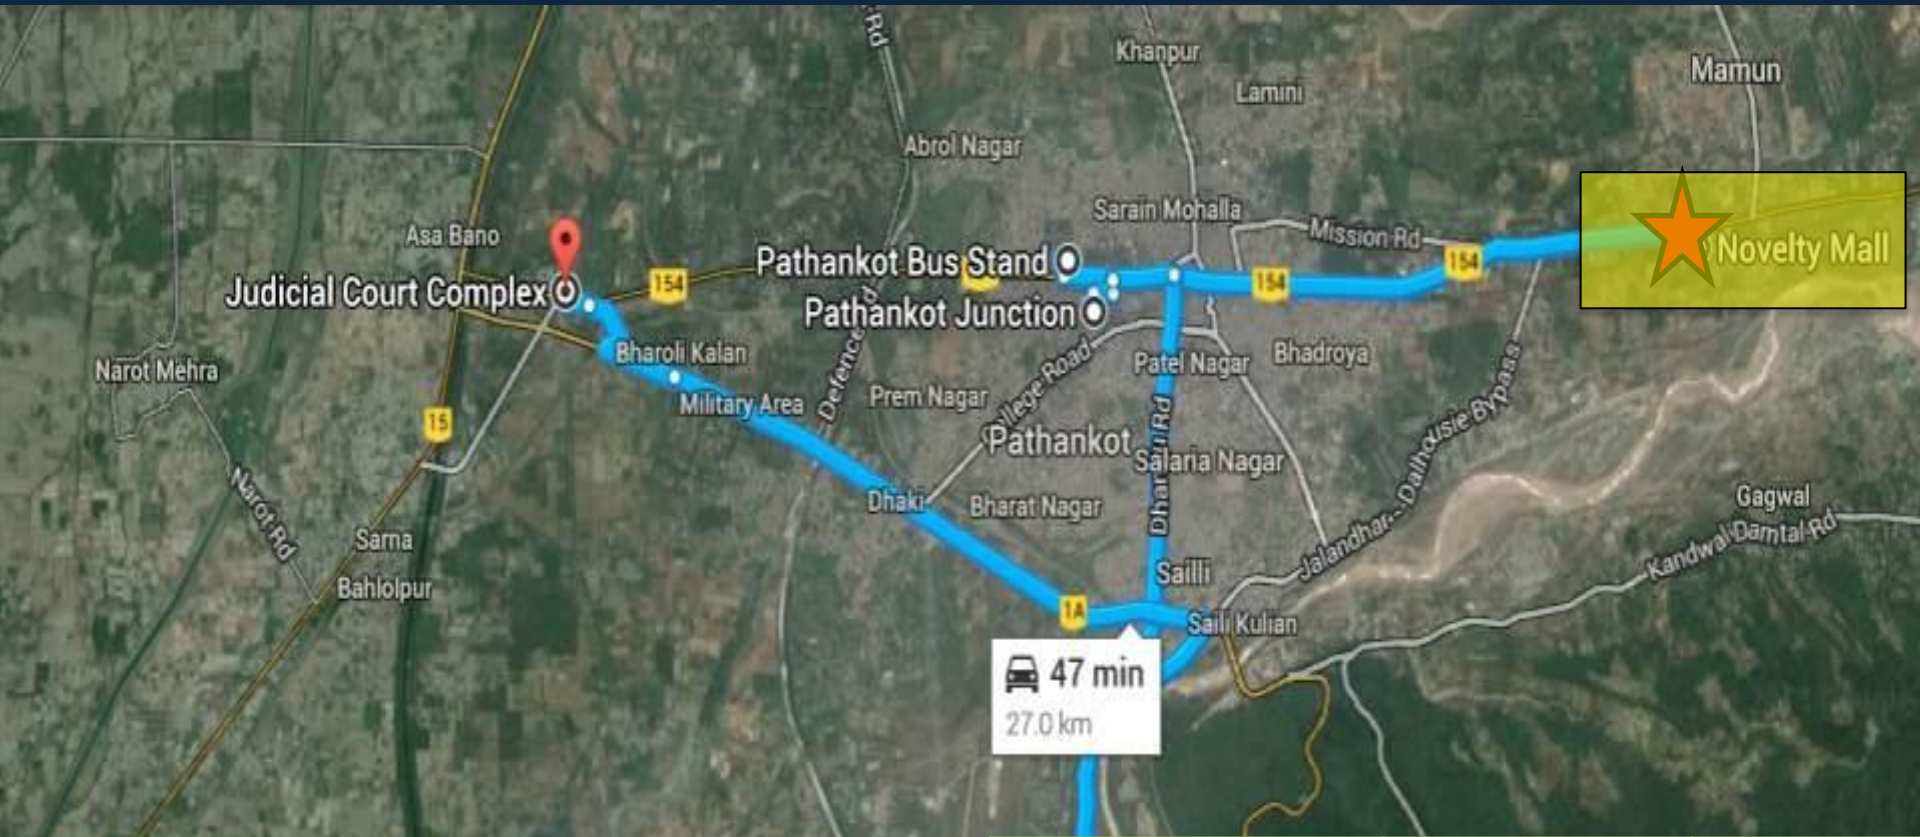 Rd
Khanpur
Mamun
Lamini
Abrol Nagar
Sarain Mohalla
Asa Bano
Mission Rd
Novelty Mall
Pathankot Bus Stand
154
154
154
Judicial Court Complex
Pathankot Junction
Defence
Bharoli Kalan
Patel Nagar
Bhadroya
Narot Mehra
Military Area
Prem Nagar
College Road
15
Pathankot
Salaria Nagar
Jalandhar - Dalhousie Bypass
Dhaki
Bharat Nagar
Rd
Gagwal
Kandwal Damtal Rd
Narot Rd
Sarna
Sailli
Bahlolpur
1A
Saili Kulian
47 min
27.0 km